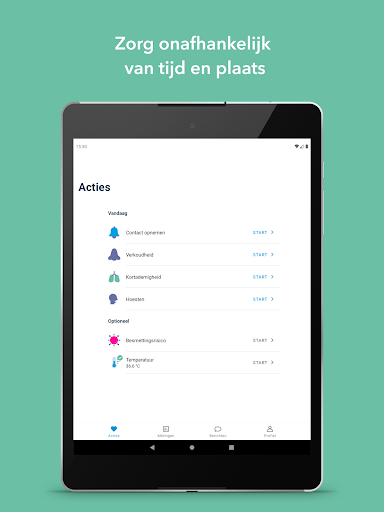 Zorg onafhankelijk
van tijd en plaats
15:30
Acties
Vandaag
Contact opnemen START
Verkoudheid START
Kortademigheid START
Hoesten START
Optioneel
Besmettingsrisico START
Temperatuur START
36.6 °C
Acties Metingen Berichten Profiel